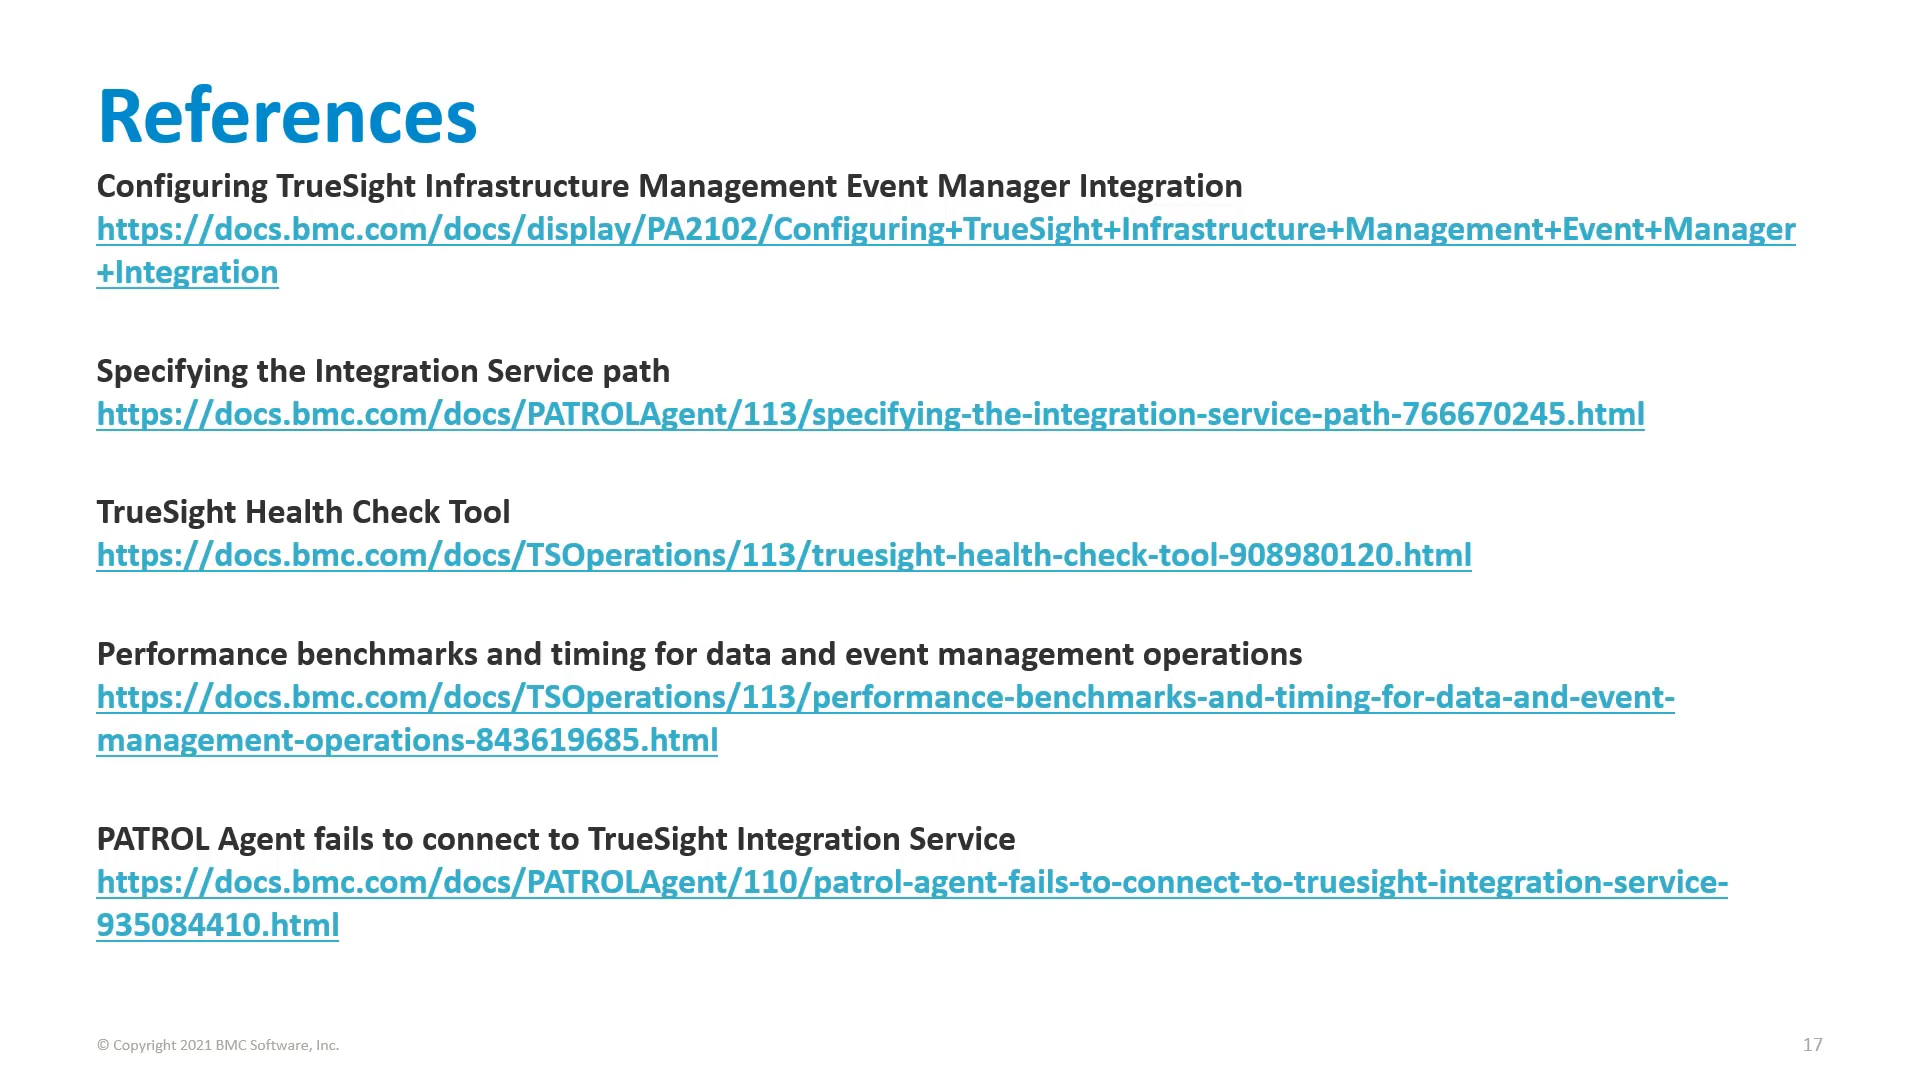 References
Configuring TrueSight Infrastructure Management Event Manager Integration
https://docs.bmc.com/docs/display/PA2102/Configuring+TrueSight+Infrastructure+Management+Event+Manager
+Integration
Specifying the Integration Service path
https://docs.bmc.com/docs/PATROLAgent/113/specifying-the-integration-service-path-766670245.html
TrueSight Health Check Tool
https://docs.bmc.com/docs/TSOperations/113/truesight-health-check-tool-908980120.html
Performance benchmarks and timing for data and event management operations
https://docs.bmc.com/docs/TSOperations/113/performance-benchmarks-and-timing-for-data-and-event-
management-operations-843619685.html
PATROL Agent fails to connect to TrueSight Integration Service
https://docs.bmc.com/docs/PATROLAgent/110/patrol-agent-fails-to-connect-to-truesight-integration-service-
935084410.html
© Copyright 2021 BMC Software, Inc.
17